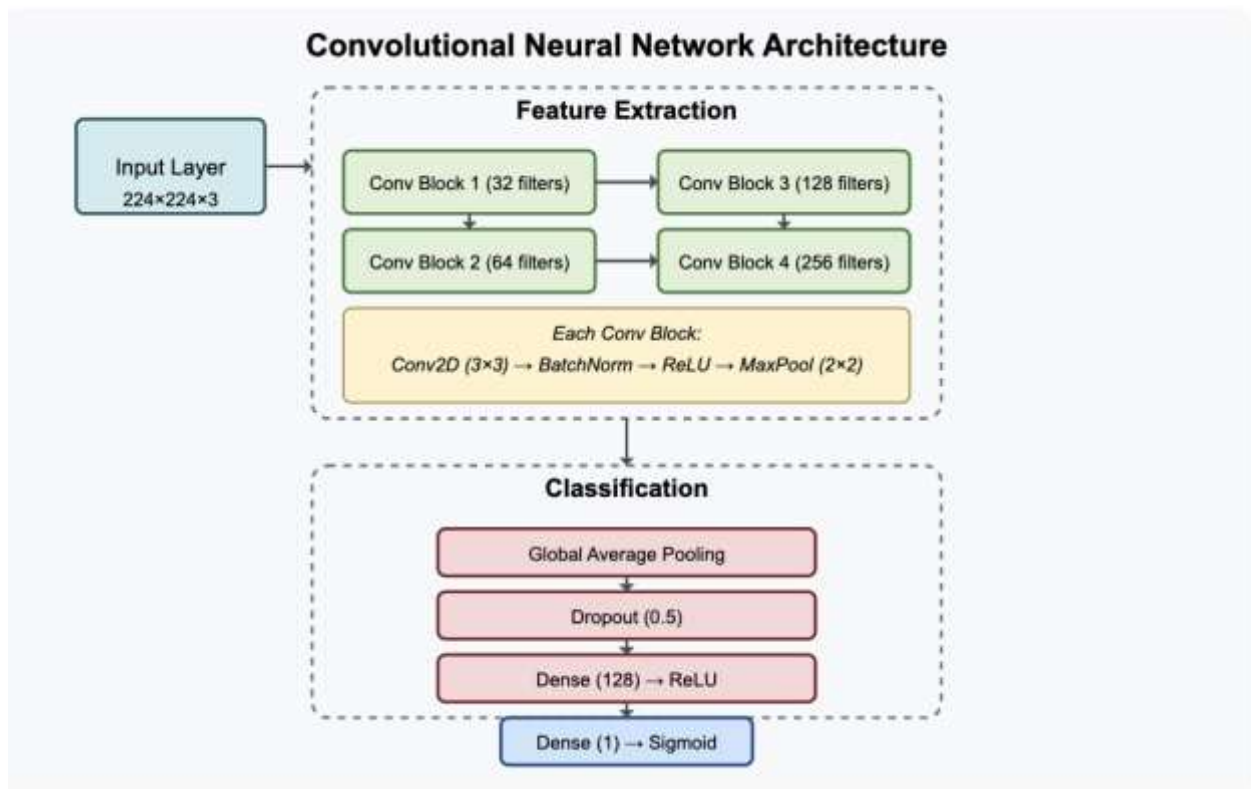 Convolutional Neural Network Architecture
Feature Extraction
Input Layer
224×224×3
Conv Block 1 (32 filters)
Conv Block 3 (128 filters)
Conv Block 2 (64 filters)
Conv Block 4 (256 filters)
Each Conv Block:
Conv2D (3×3) → BatchNorm → ReLU → MaxPool (2×2)
Classification
Global Average Pooling
Dropout (0.5)
Dense (128) → ReLU
Dense (1) → Sigmoid